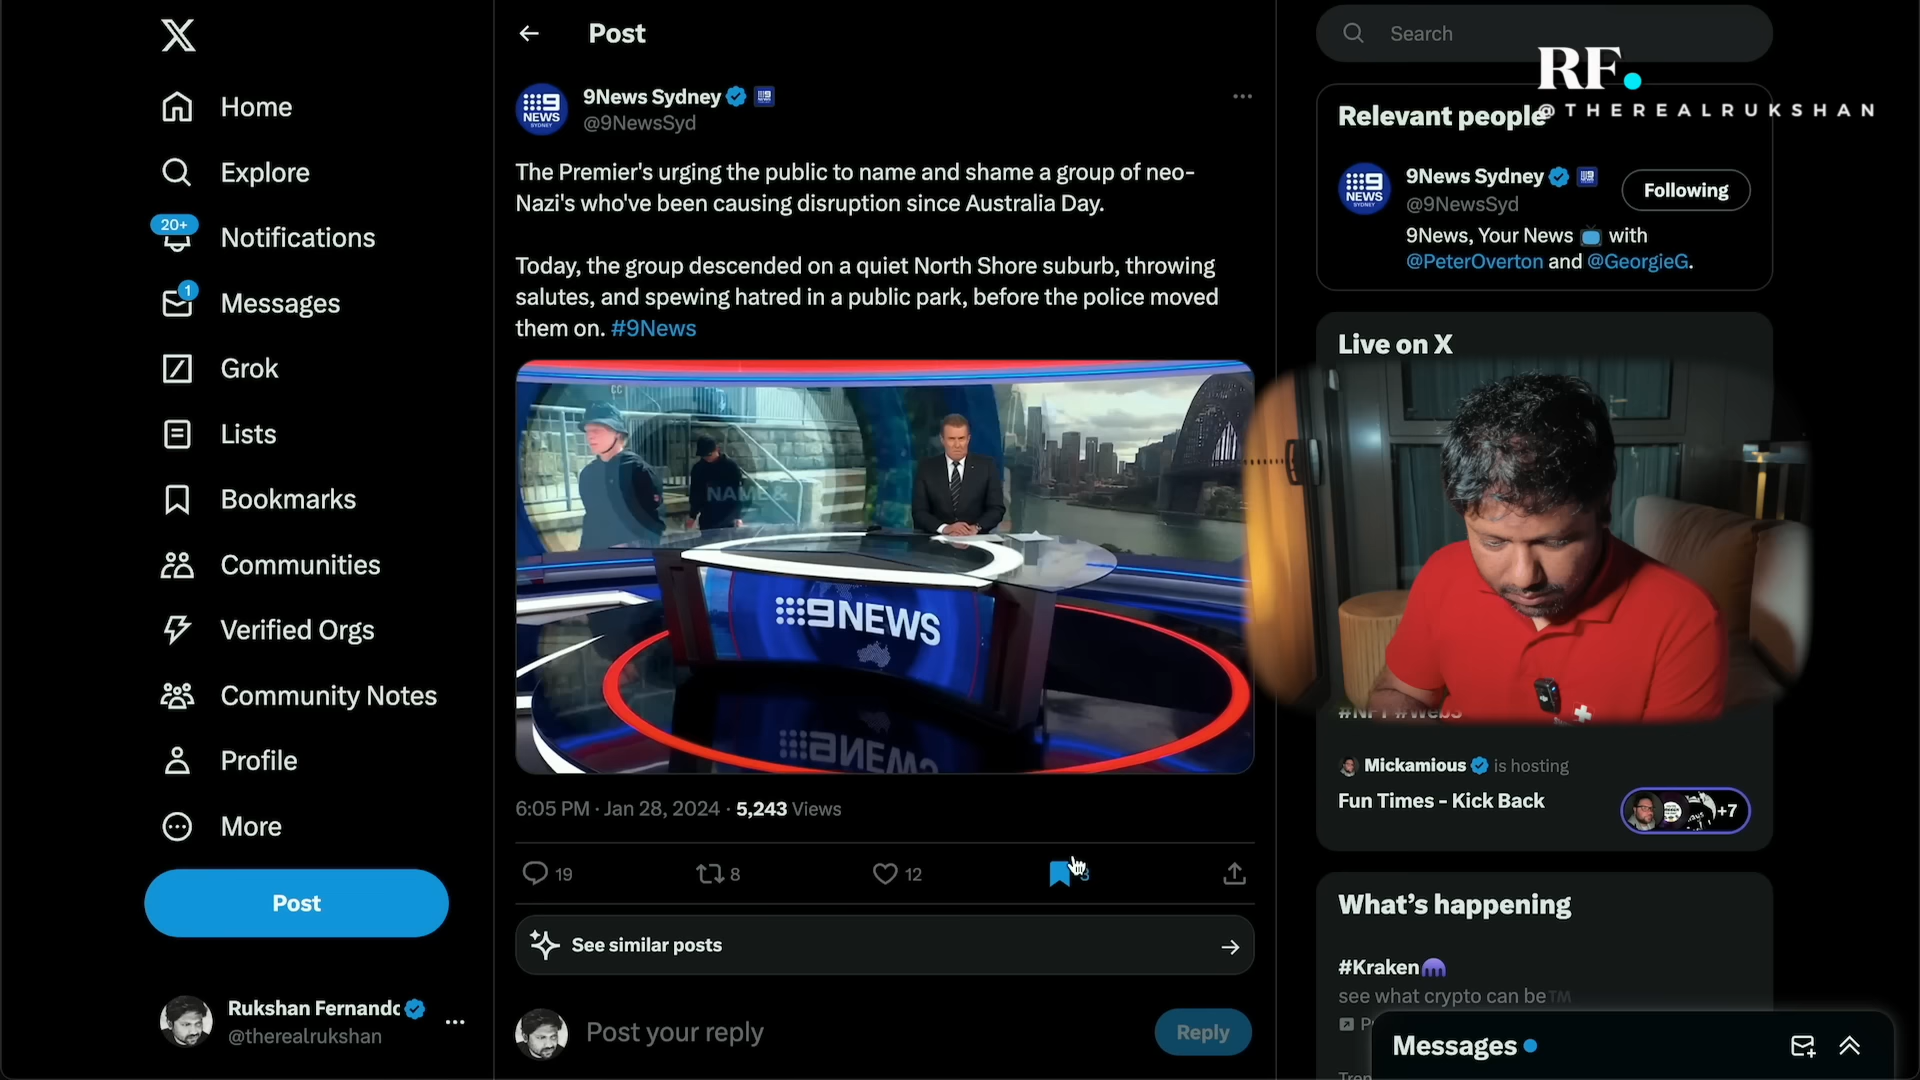 Home
Explore
20+
Notifications
1
Messages
Grok
Lists
Bookmarks
Communities
Verified Orgs
Community Notes
Profile
More
Post
Rukshan Fernando
@therealrukshan
Post
9News Sydney
@9NewsSyd
The Premier's urging the public to name and shame a group of neo-
Nazi's who've been causing disruption since Australia Day.
Today, the group descended on a quiet North Shore suburb, throwing
salutes, and spewing hatred in a public park, before the police moved
them on. #9News
NAME &
9NEWS
6:05 PM · Jan 28, 2024 · 5,243 Views
19
8
12
3
See similar posts
Post your reply
Reply
Search
RF.
@THEREALRUKSHAN
Relevant people
9News Sydney
@9NewsSyd
Following
9News, Your News with
@PeterOverton and @GeorgieG.
Live on X
#NFT #Web3
Mickamious is hosting
Fun Times - Kick Back
+7
What's happening
#Kraken
see what crypto can be™
Messages